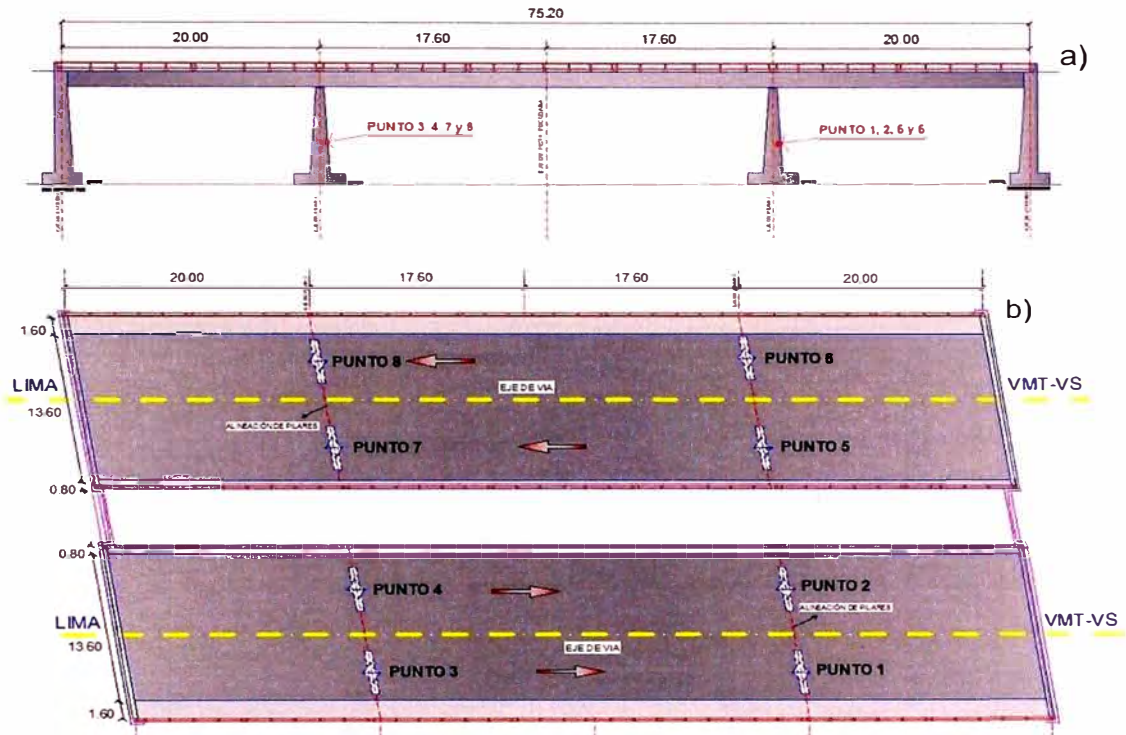 75.20
20.00 17.60 17.60 20.00
a)
PUNTO 3 4 7 y 8
PUNTO 1, 2, 5 y 6
20.00 17 60 17 60 20,00
b)
1.60
PUNTO 8
PUNTO 6
LIMA
EJE DE VIA
VMT-VS
13.60
ALINEACIÓN DE PILARES
PUNTO 7
PUNTO 5
0.80
0.80
PUNTO 4
PUNTO 2
ALINEACIÓN DE PILARES
LIMA
VMT-VS
13 60
EJE DE VIA
PUNTO 3
PUNTO 1
1.60